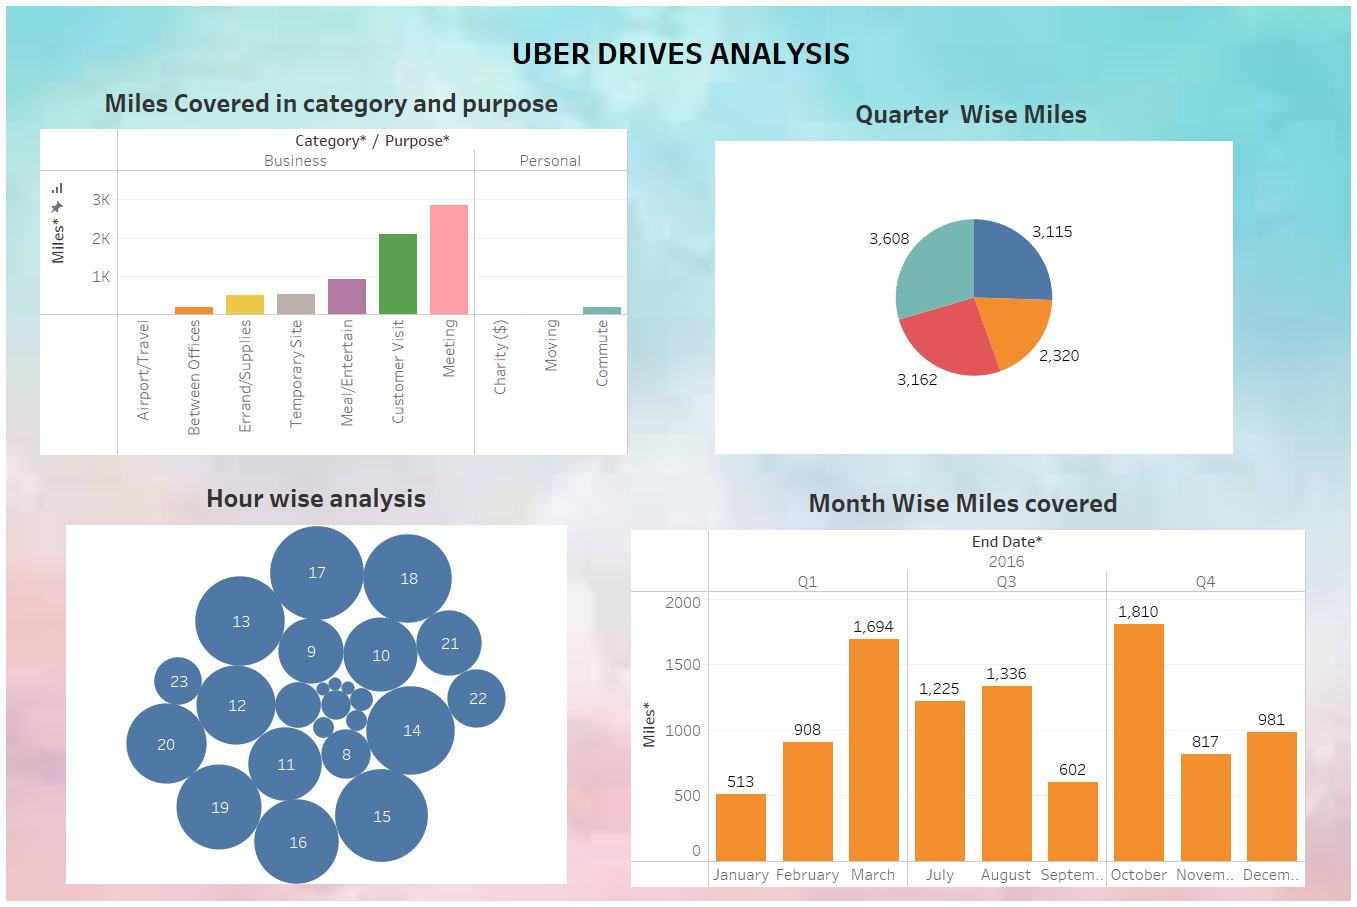 UBER DRIVES ANALYSIS
Miles Covered in category and purpose
Category* / Purpose*
Business
Personal
Miles*
3K
2K
1K
Airport/Travel
Between Offices
Errand/Supplies
Temporary Site
Meal/Entertain
Customer Visit
Meeting
Charity ($)
Moving
Commute
Quarter Wise Miles
3,608
3,115
2,320
3,162
Hour wise analysis
17
18
13
9
10
21
23
12
22
20
14
11
8
19
15
16
Month Wise Miles covered
End Date*
2016
Q1
Q3
Q4
Miles*
2000
1500
1000
500
0
513
908
1,694
1,225
1,336
602
1,810
817
981
January
February
March
July
August
Septem..
October
Novem..
Decem..